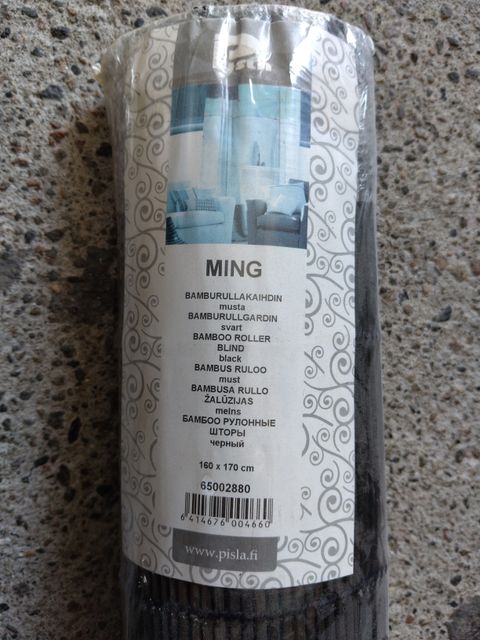 MING
BAMBURULLAKAIHDIN
musta
BAMBURULLGARDIN
svart
BAMBOO ROLLER
BLIND
black
BAMBUS RULOO
must
BAMBUSA RULLO
ŽALŪZIJAS
melns
БАМБОО РУЛОННЫЕ
ШТОРЫ
черный
160 x 170 cm
65002880
6 414676 004660
www.pisla.fi